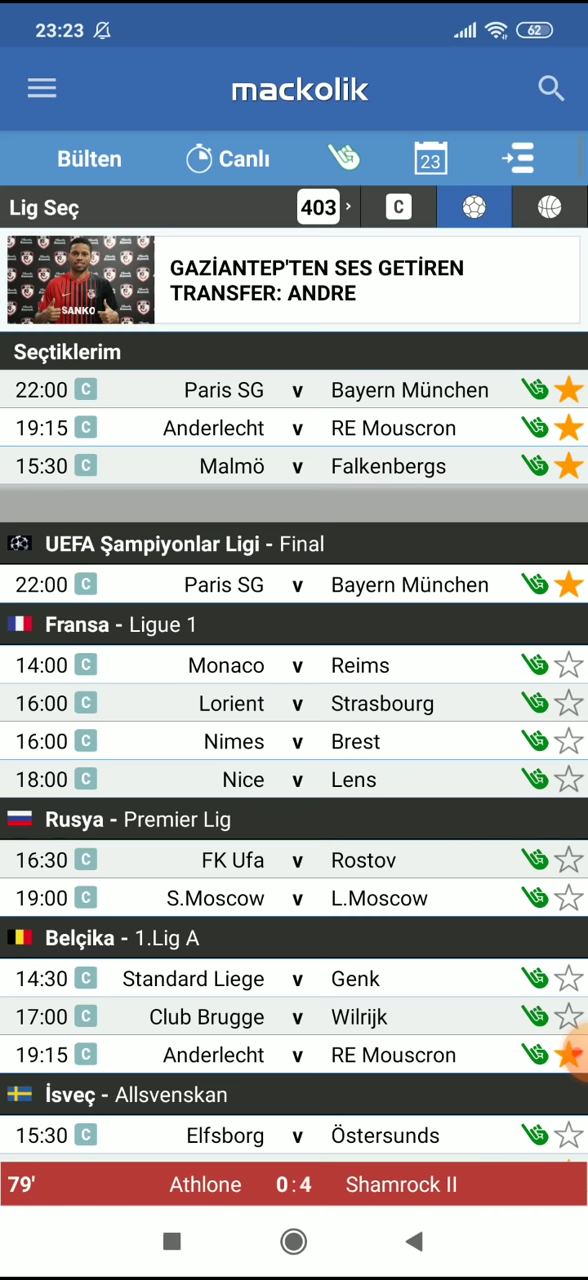 23:23 62
mackolik
Bülten Canlı 23
Lig Seç 403 C
SANKO
GAZİANTEP'TEN SES GETİREN
TRANSFER: ANDRE
Seçtiklerim
22:00 C Paris SG v Bayern München
19:15 C Anderlecht v RE Mouscron
15:30 C Malmö v Falkenbergs
UEFA Şampiyonlar Ligi - Final
22:00 C Paris SG v Bayern München
Fransa - Ligue 1
14:00 C Monaco v Reims
16:00 C Lorient v Strasbourg
16:00 C Nimes v Brest
18:00 C Nice v Lens
Rusya - Premier Lig
16:30 C FK Ufa v Rostov
19:00 C S.Moscow v L.Moscow
Belçika - 1.Lig A
14:30 C Standard Liege v Genk
17:00 C Club Brugge v Wilrijk
19:15 C Anderlecht v RE Mouscron
İsveç - Allsvenskan
15:30 C Elfsborg v Östersunds
79' Athlone 0:4 Shamrock II